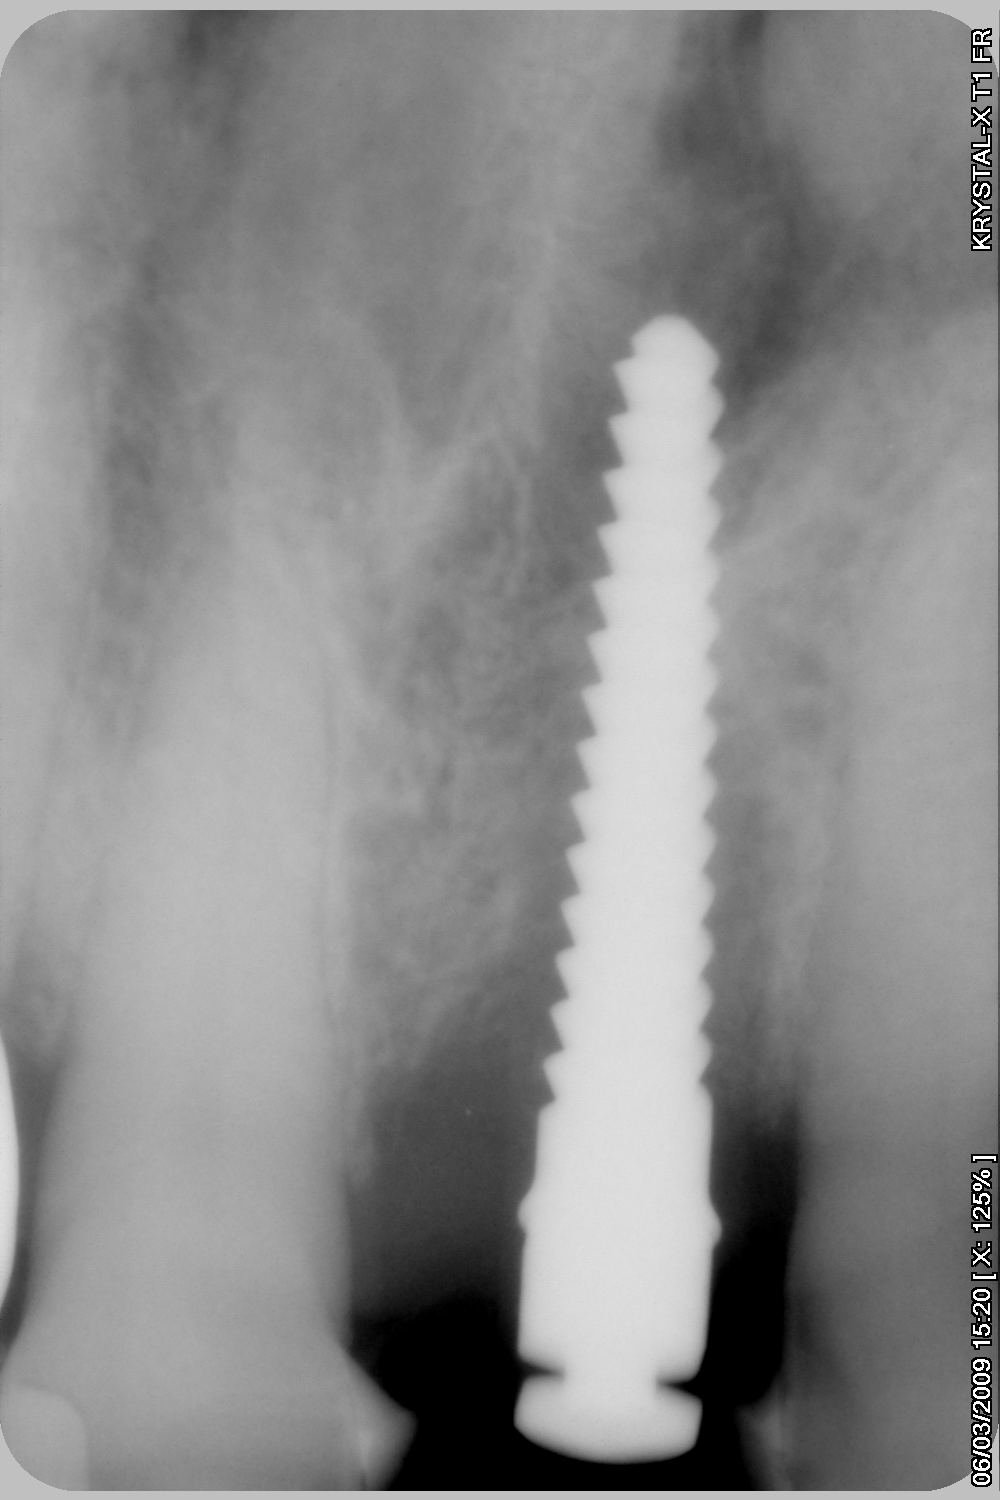 KRYSTAL-X T1 FR
06/03/2009 15:20 [ X: 125% ]